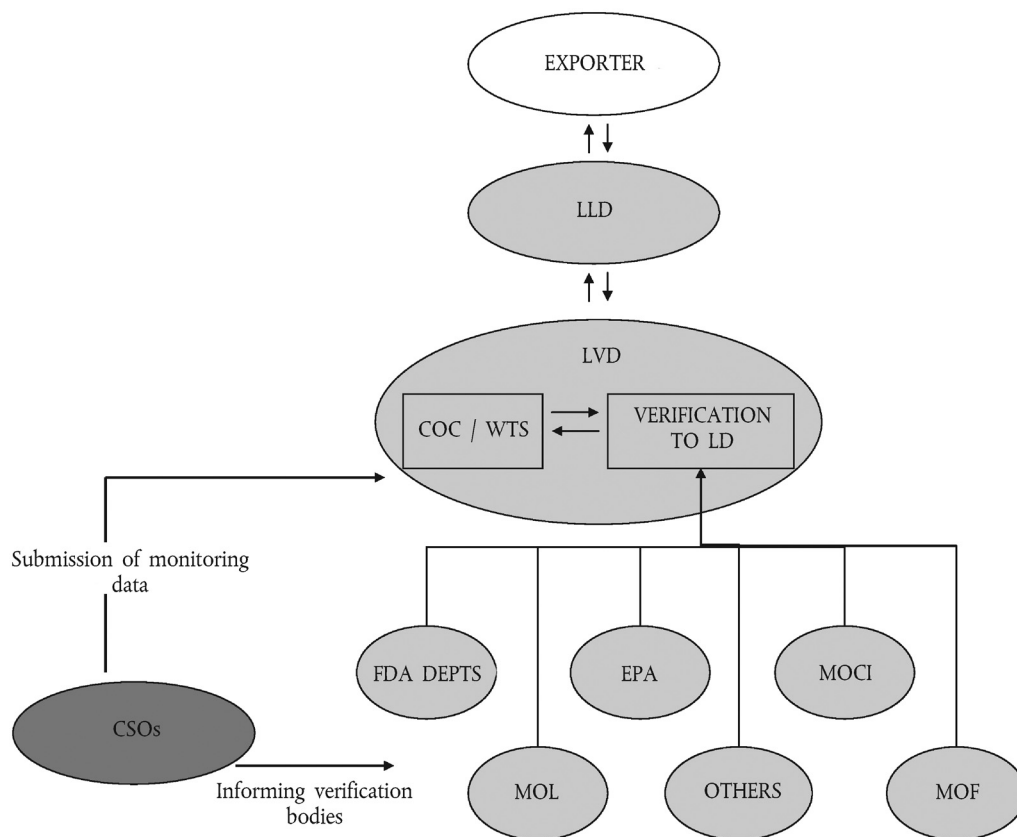 EXPORTER
LLD
LVD
COC / WTS
VERIFICATION
TO LD
Submission of monitoring
data
FDA DEPTS
EPA
MOCI
CSOs
MOL
OTHERS
MOF
Informing verification
bodies